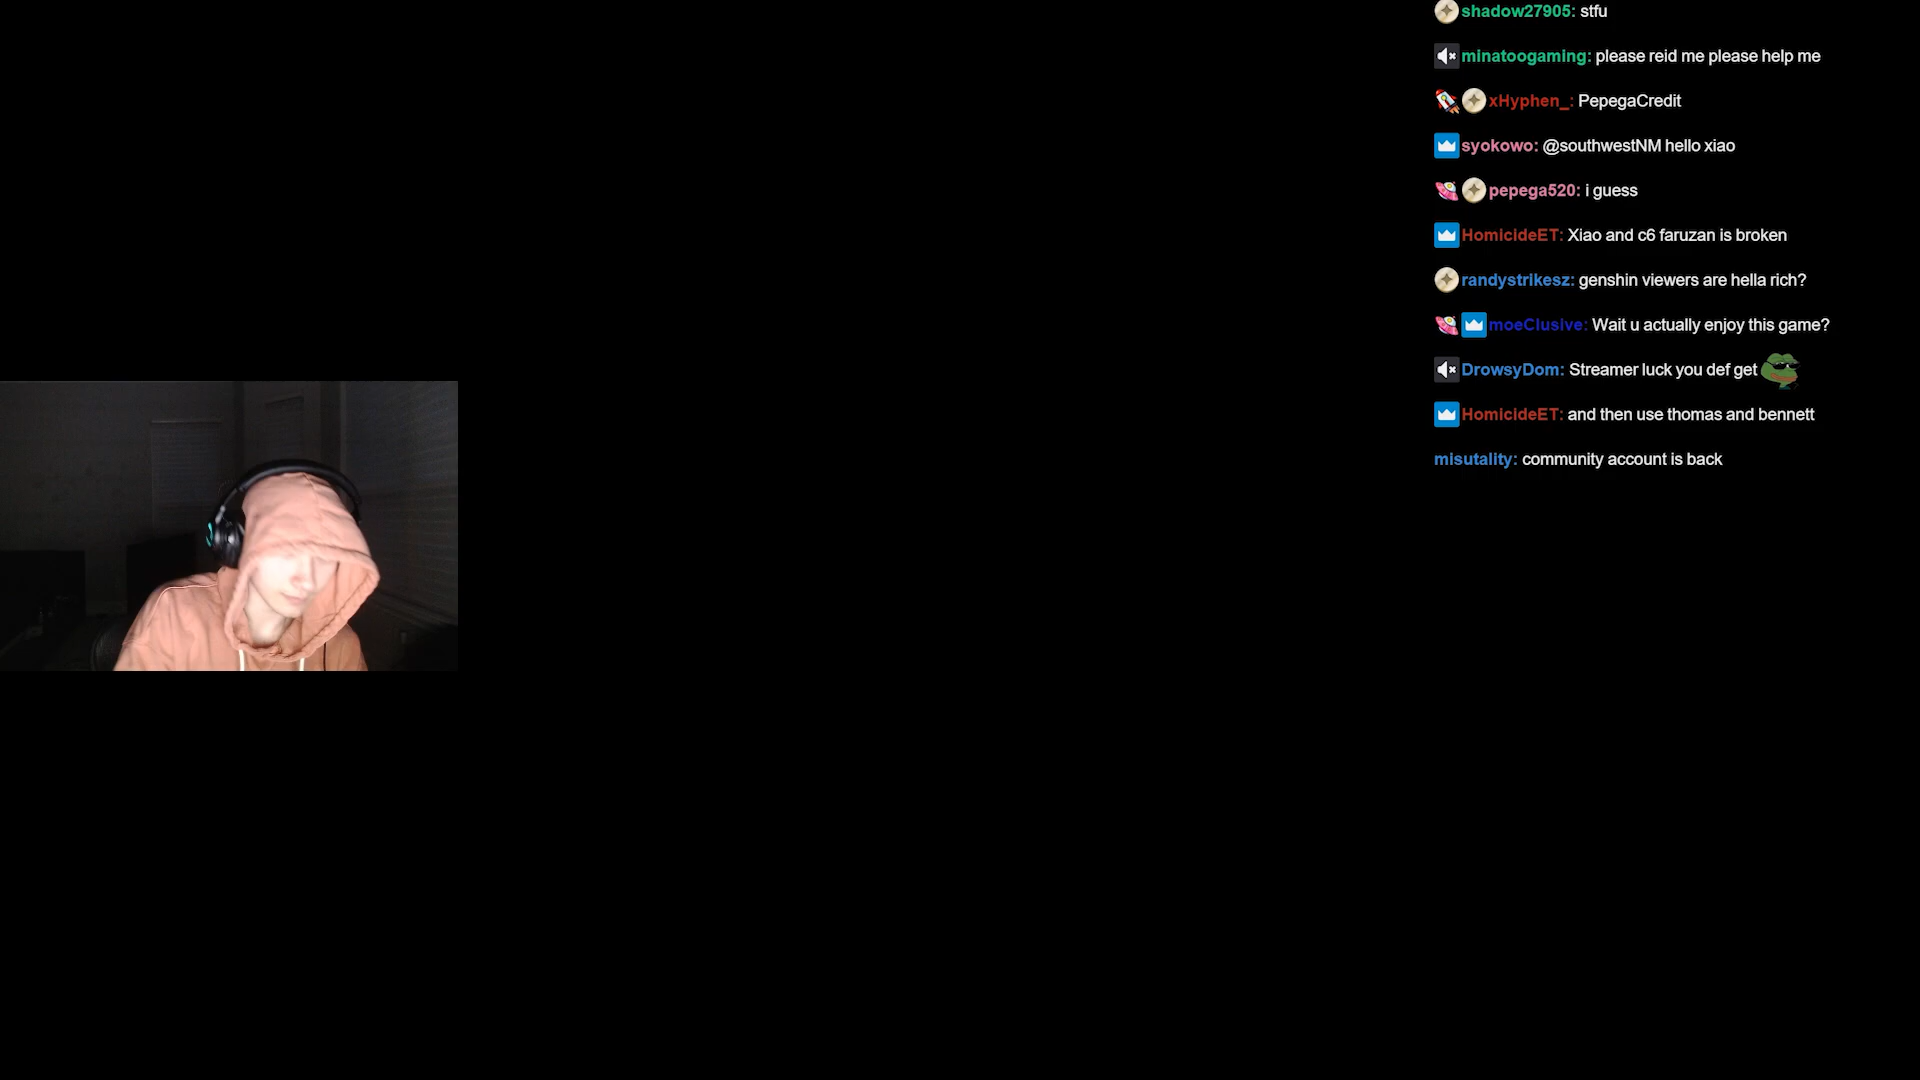 shadow27905: stfu
minatoogaming: please reid me please help me
xHyphen_: PepegaCredit
syokowo: @southwestNM hello xiao
pepega520: i guess
HomicideET: Xiao and c6 faruzan is broken
randystrikesz: genshin viewers are hella rich?
moeClusive: Wait u actually enjoy this game?
DrowsyDom: Streamer luck you def get
HomicideET: and then use thomas and bennett
misutality: community account is back